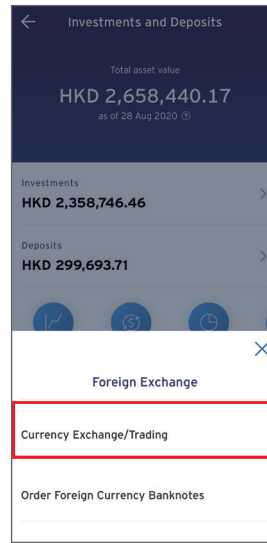 Investments and Deposits
Total asset value
HKD 2,658,440.17
as of 28 Aug 2020
Investments
HKD 2,358,746.46
Deposits
HKD 299,693.71
Foreign Exchange
Currency Exchange/Trading
Order Foreign Currency Banknotes